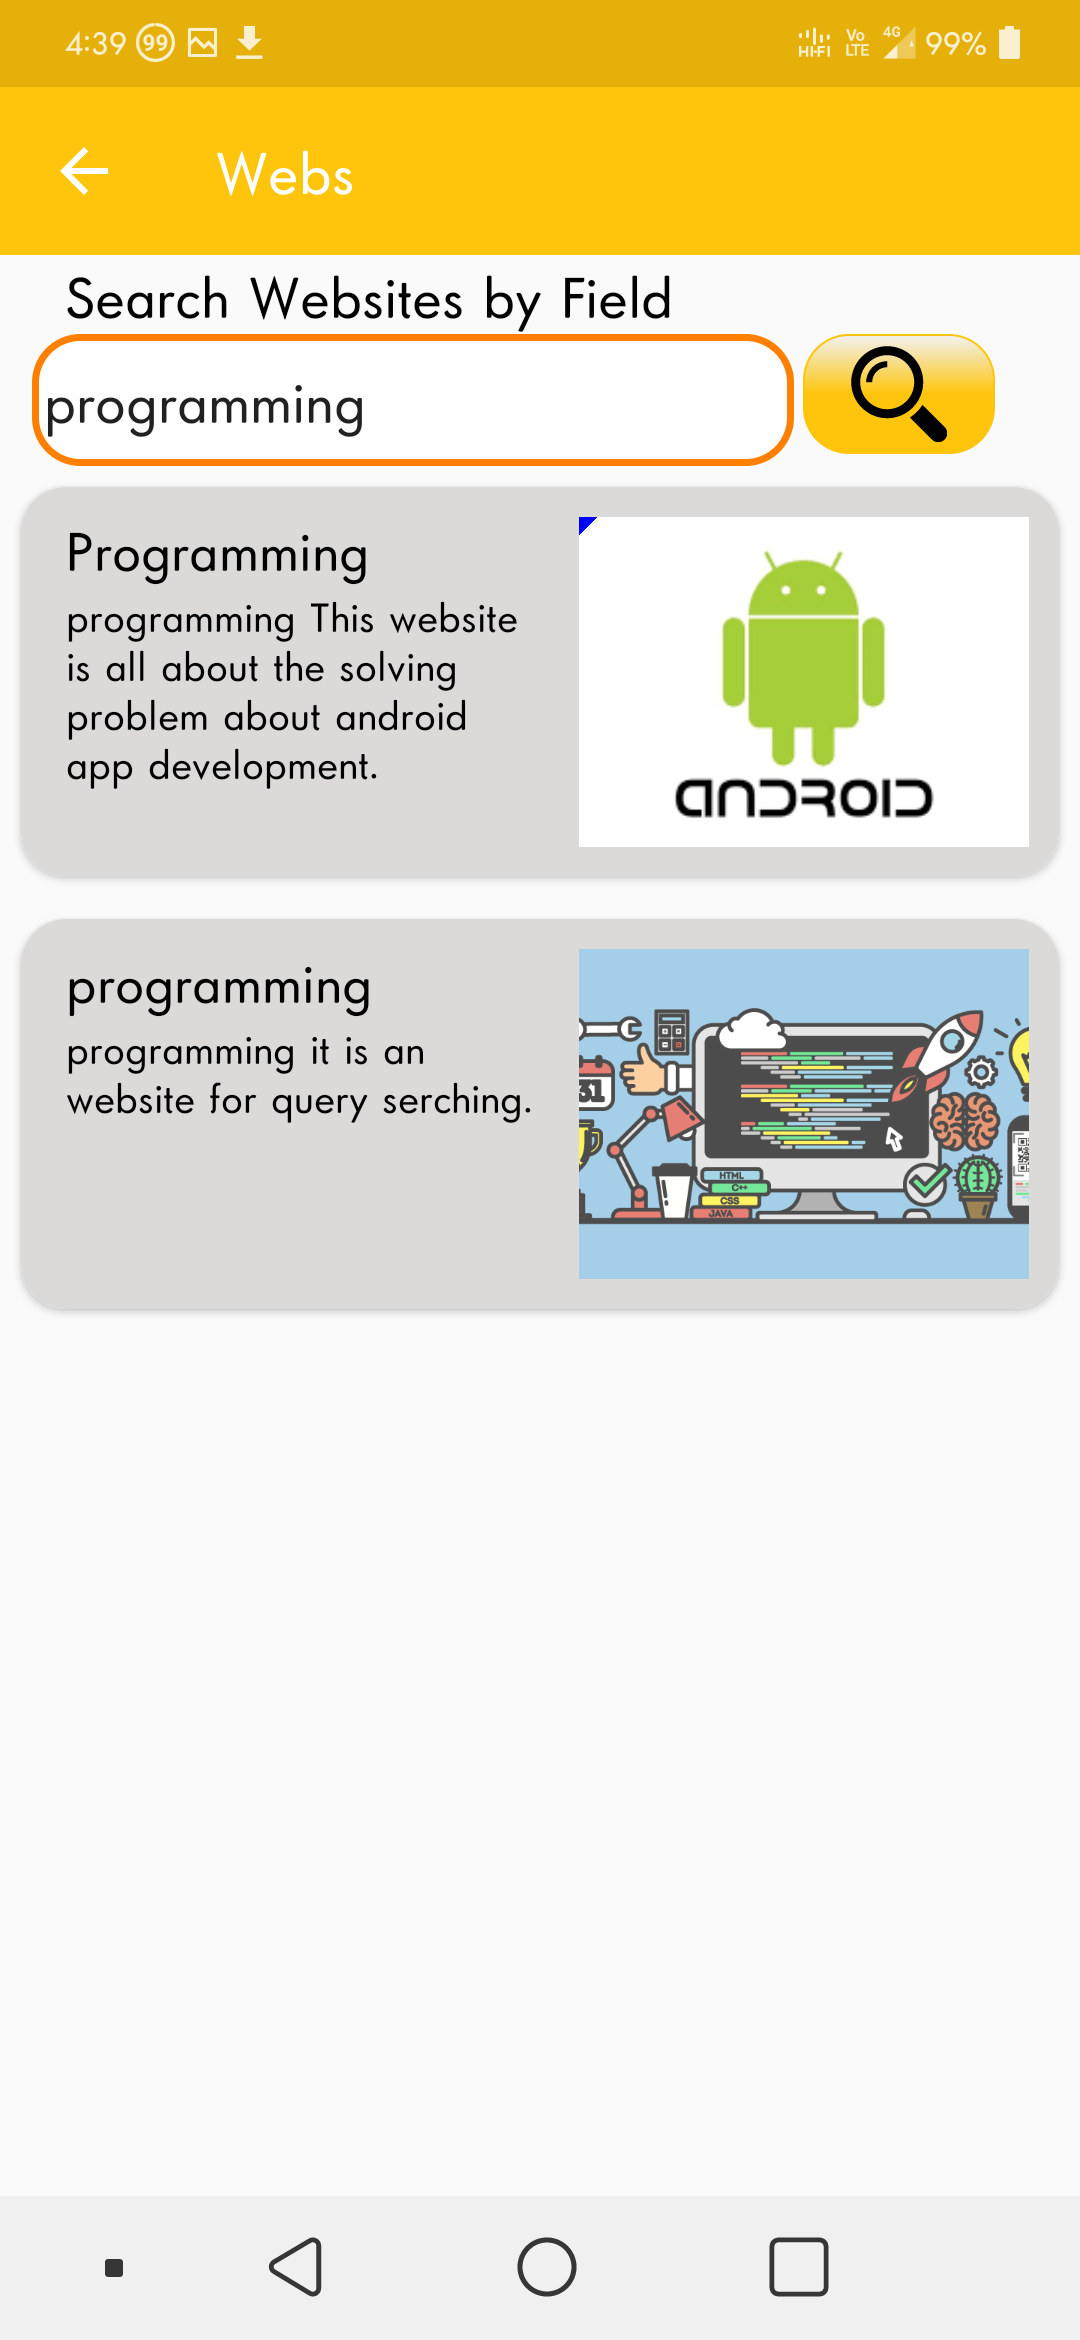 4:39 99 HI-FI Vo LTE 4G 99%
Webs
Search Websites by Field
programming
Programming
programming This website
is all about the solving
problem about android
app development.
ANDROID
programming
programming it is an
website for query serching.
31
HTML
C++
CSS
JAVA